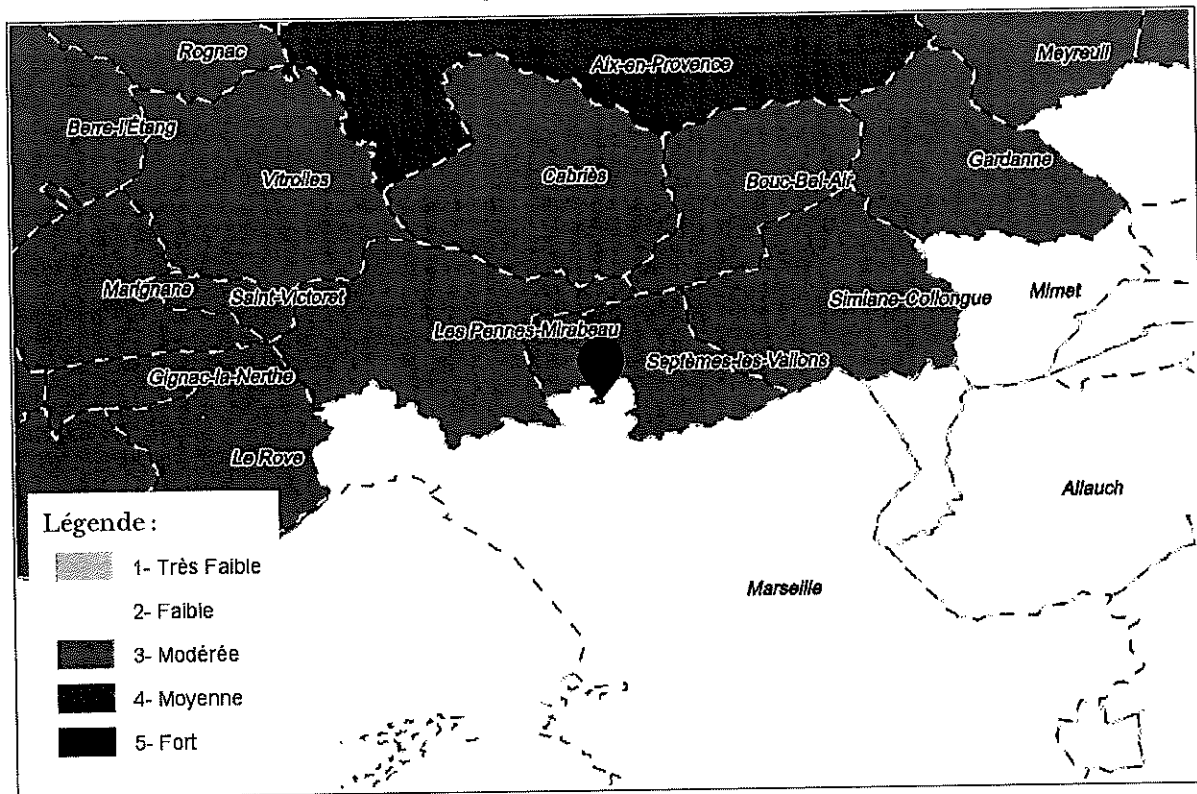 Rognac
Aix-en-Provence
Meyreuil
Berre-l'Étang
Vitrolles
Cabriès
Bouc-Bel-Air
Gardanne
Marignane
Saint-Victoret
Simiane-Collongue
Mimet
Les Pennes-Mirabeau
Septèmes-les-Vallons
Gignac-la-Nerthe
Le Rove
Allauch
Marseille
Légende :
1- Très Faible
2- Faible
3- Modérée
4- Moyenne
5- Fort